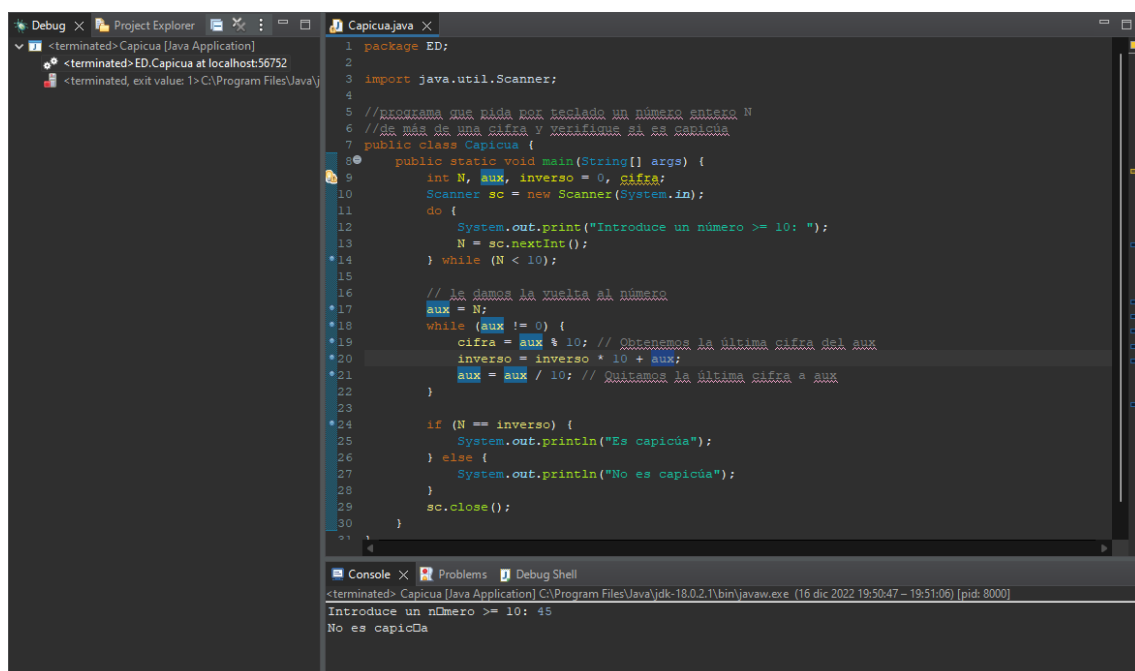 Debug
Project Explorer
<terminated>Capicua [Java Application]
<terminated>ED.Capicua at localhost:56752
<terminated, exit value: 1>C:\Program Files\Java\j
Capicua.java
1 package ED;
2
3 import java.util.Scanner;
4
5 //programa que pida por teclado un número entero N
6 //de más de una cifra y verifique si es capicúa
7 public class Capicua {
8 public static void main(String[] args) {
9 int N, aux, inverso = 0, cifra;
10 Scanner sc = new Scanner(System.in);
11 do {
12 System.out.print("Introduce un número >= 10: ");
13 N = sc.nextInt();
14 } while (N < 10);
15
16 // le damos la vuelta al número
17 aux = N;
18 while (aux != 0) {
19 cifra = aux % 10; // Obtenemos la última cifra del aux
20 inverso = inverso * 10 + aux;
21 aux = aux / 10; // Quitamos la última cifra a aux
22 }
23
24 if (N == inverso) {
25 System.out.println("Es capicúa");
26 } else {
27 System.out.println("No es capicúa");
28 }
29 sc.close();
30 }
31 }
Console
Problems
Debug Shell
<terminated> Capicua [Java Application] C:\Program Files\Java\jdk-18.0.2.1\bin\javaw.exe (16 dic 2022 19:50:47 – 19:51:06) [pid: 8000]
Introduce un n□mero >= 10: 45
No es capic□a